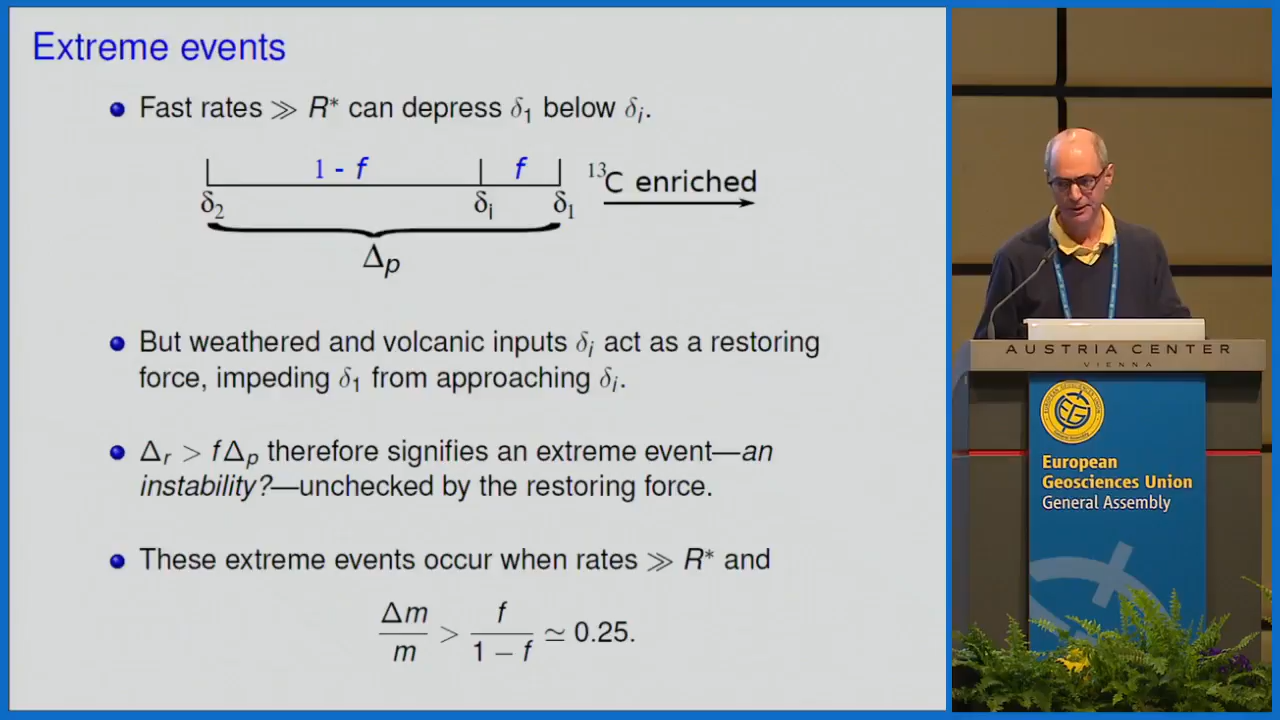 Extreme events
Fast rates ≫ R* can depress δ₁ below δᵢ.
1 - f f ¹³C enriched
δ₂ δᵢ δ₁
Δₚ
But weathered and volcanic inputs δᵢ act as a restoring
force, impeding δ₁ from approaching δᵢ.
Δᵣ > fΔₚ therefore signifies an extreme event—an
instability?—unchecked by the restoring force.
These extreme events occur when rates ≫ R* and
Δm/m > f/(1 − f) ≃ 0.25.
AUSTRIA CENTER
VIENNA
EGU
European
Geosciences Union
General Assembly